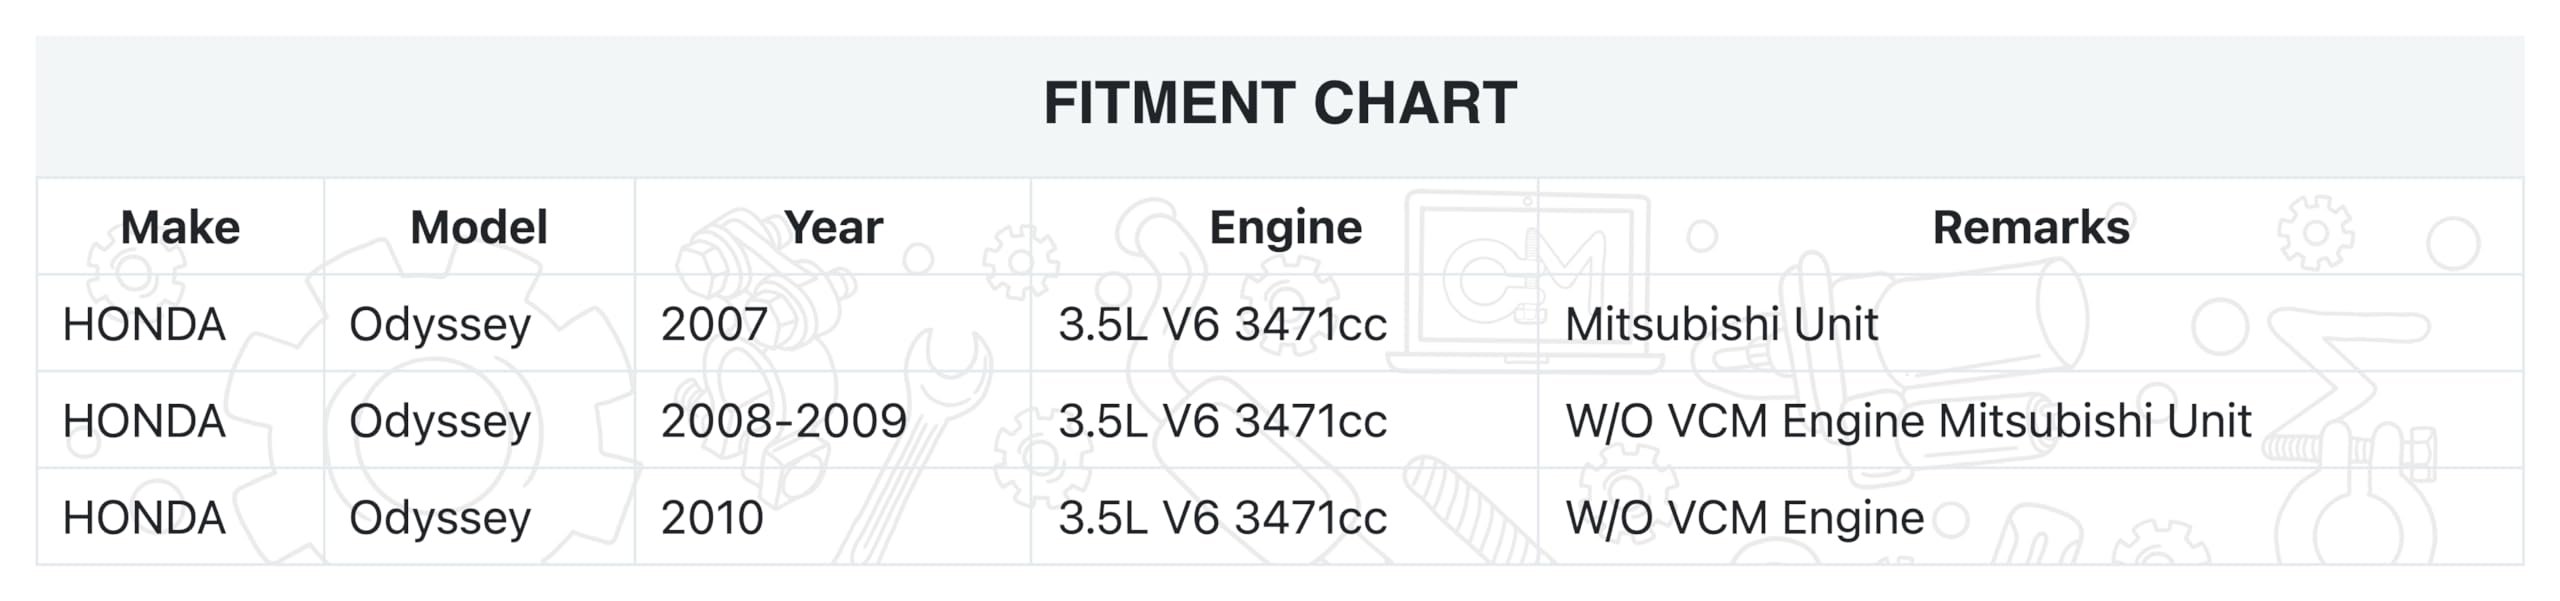 FITMENT CHART
Make Model Year Engine Remarks
HONDA Odyssey 2007 3.5L V6 3471cc Mitsubishi Unit
HONDA Odyssey 2008-2009 3.5L V6 3471cc W/O VCM Engine Mitsubishi Unit
HONDA Odyssey 2010 3.5L V6 3471cc W/O VCM Engine
CM